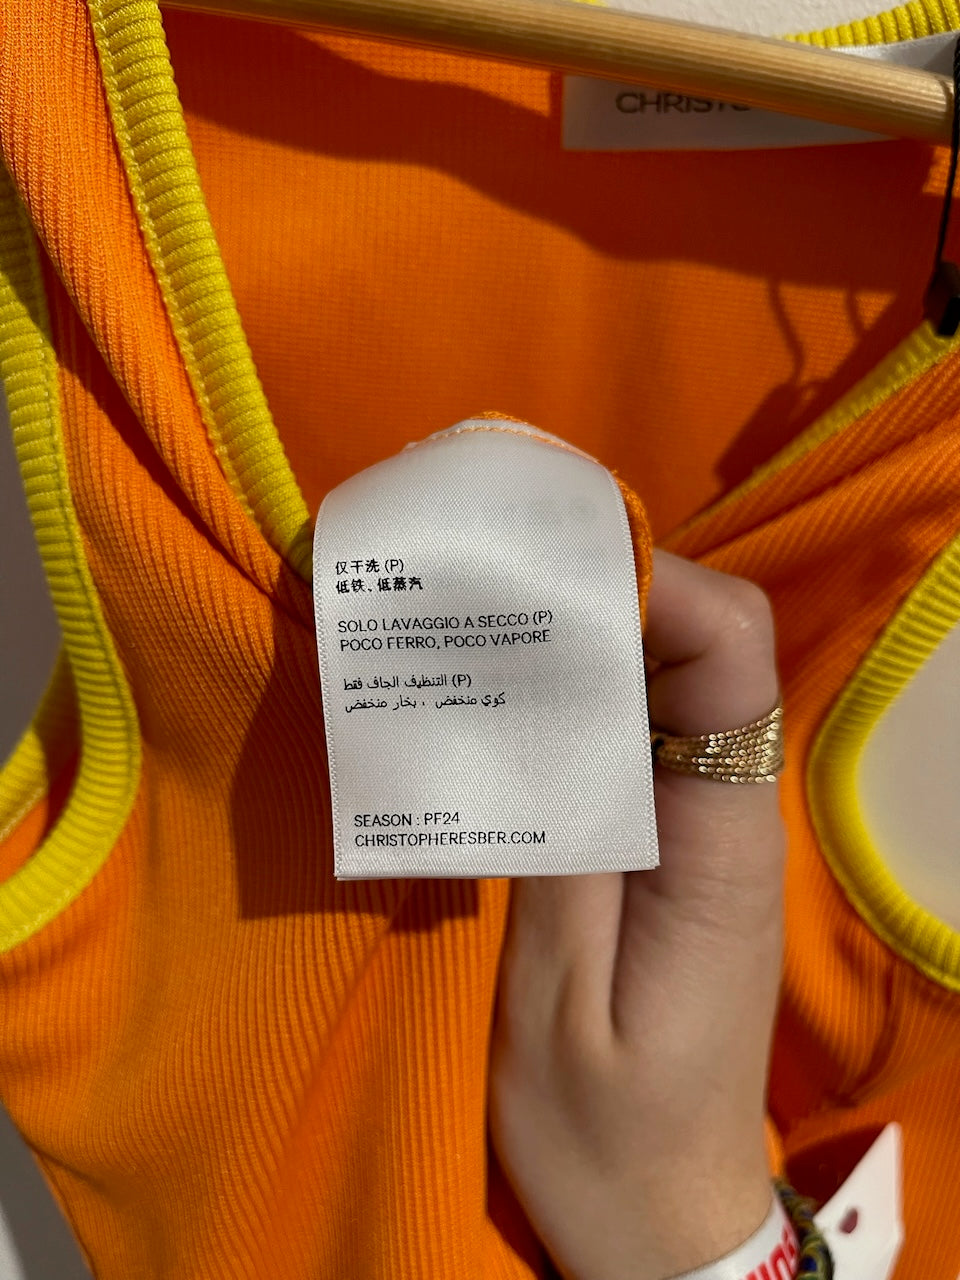 CHRISTO
仅干洗 (P)
低铁、低蒸汽
SOLO LAVAGGIO A SECCO (P)
POCO FERRO, POCO VAPORE
التنظيف الجاف فقط (P)
كوي منخفض ، بخار منخفض
SEASON : PF24
CHRISTOPHERESBER.COM